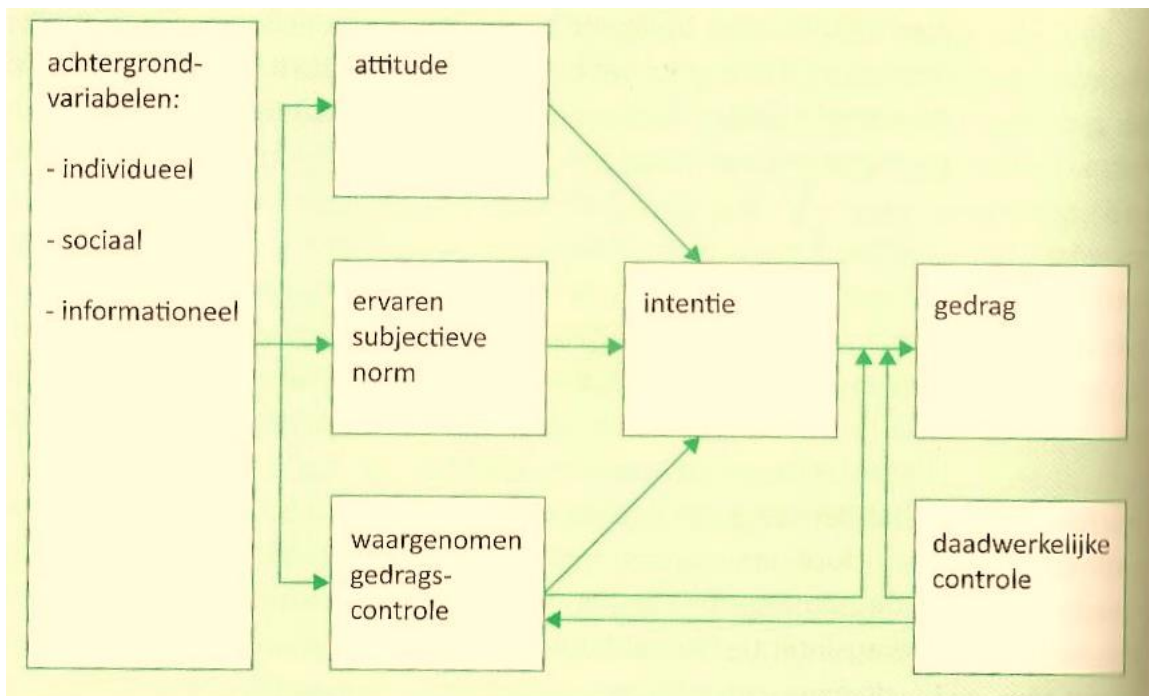 achtergrond-
variabelen:
- individueel
- sociaal
- informationeel
attitude
ervaren
subjectieve
norm
waargenomen
gedrags-
controle
intentie
gedrag
daadwerkelijke
controle